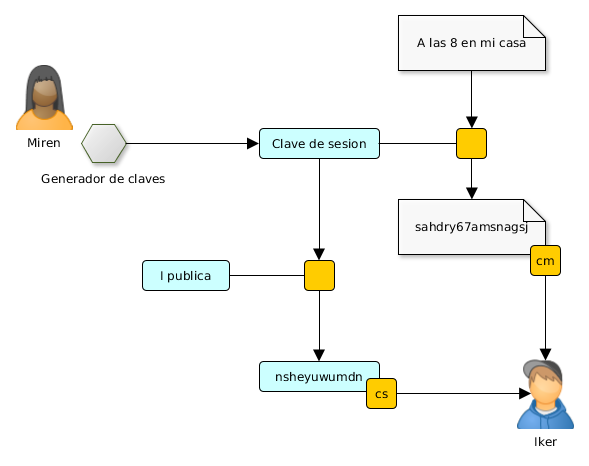 A las 8 en mi casa
Miren
Clave de sesion
Generador de claves
sahdry67amsnagsj
cm
I publica
nsheyuwumdn
cs
Iker